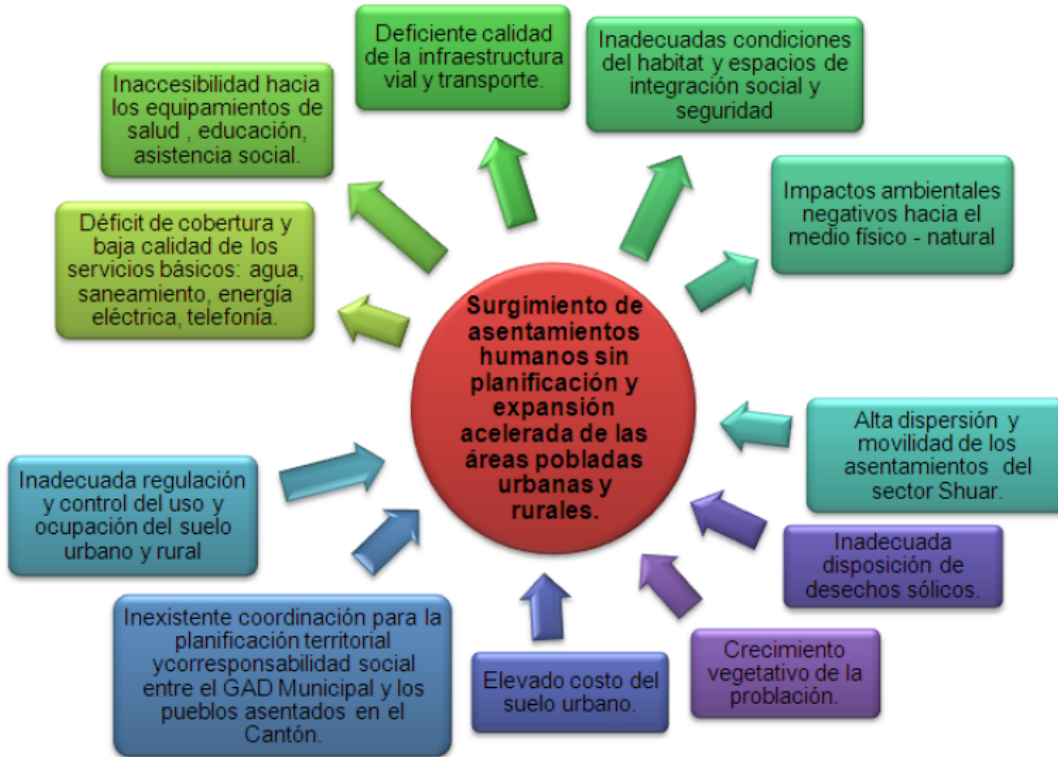 Deficiente calidad
de la infraestructura
vial y transporte.
Inadecuadas condiciones
del habitat y espacios de
integración social y
seguridad
Inaccesibilidad hacia
los equipamientos de
salud , educación,
asistencia social.
Impactos ambientales
negativos hacia el
medio físico - natural
Déficit de cobertura y
baja calidad de los
servicios básicos: agua,
saneamiento, energía
eléctrica, telefonía.
Surgimiento de
asentamientos
humanos sin
planificación y
expansión
acelerada de las
áreas pobladas
urbanas y
rurales.
Alta dispersión y
movilidad de los
asentamientos del
sector Shuar.
Inadecuada regulación
y control del uso y
ocupación del suelo
urbano y rural
Inadecuada
disposición de
desechos sólicos.
Inexistente coordinación para la
planificación territorial
ycorresponsabilidad social
entre el GAD Municipal y los
pueblos asentados en el
Cantón.
Elevado costo del
suelo urbano.
Crecimiento
vegetativo de la
problación.